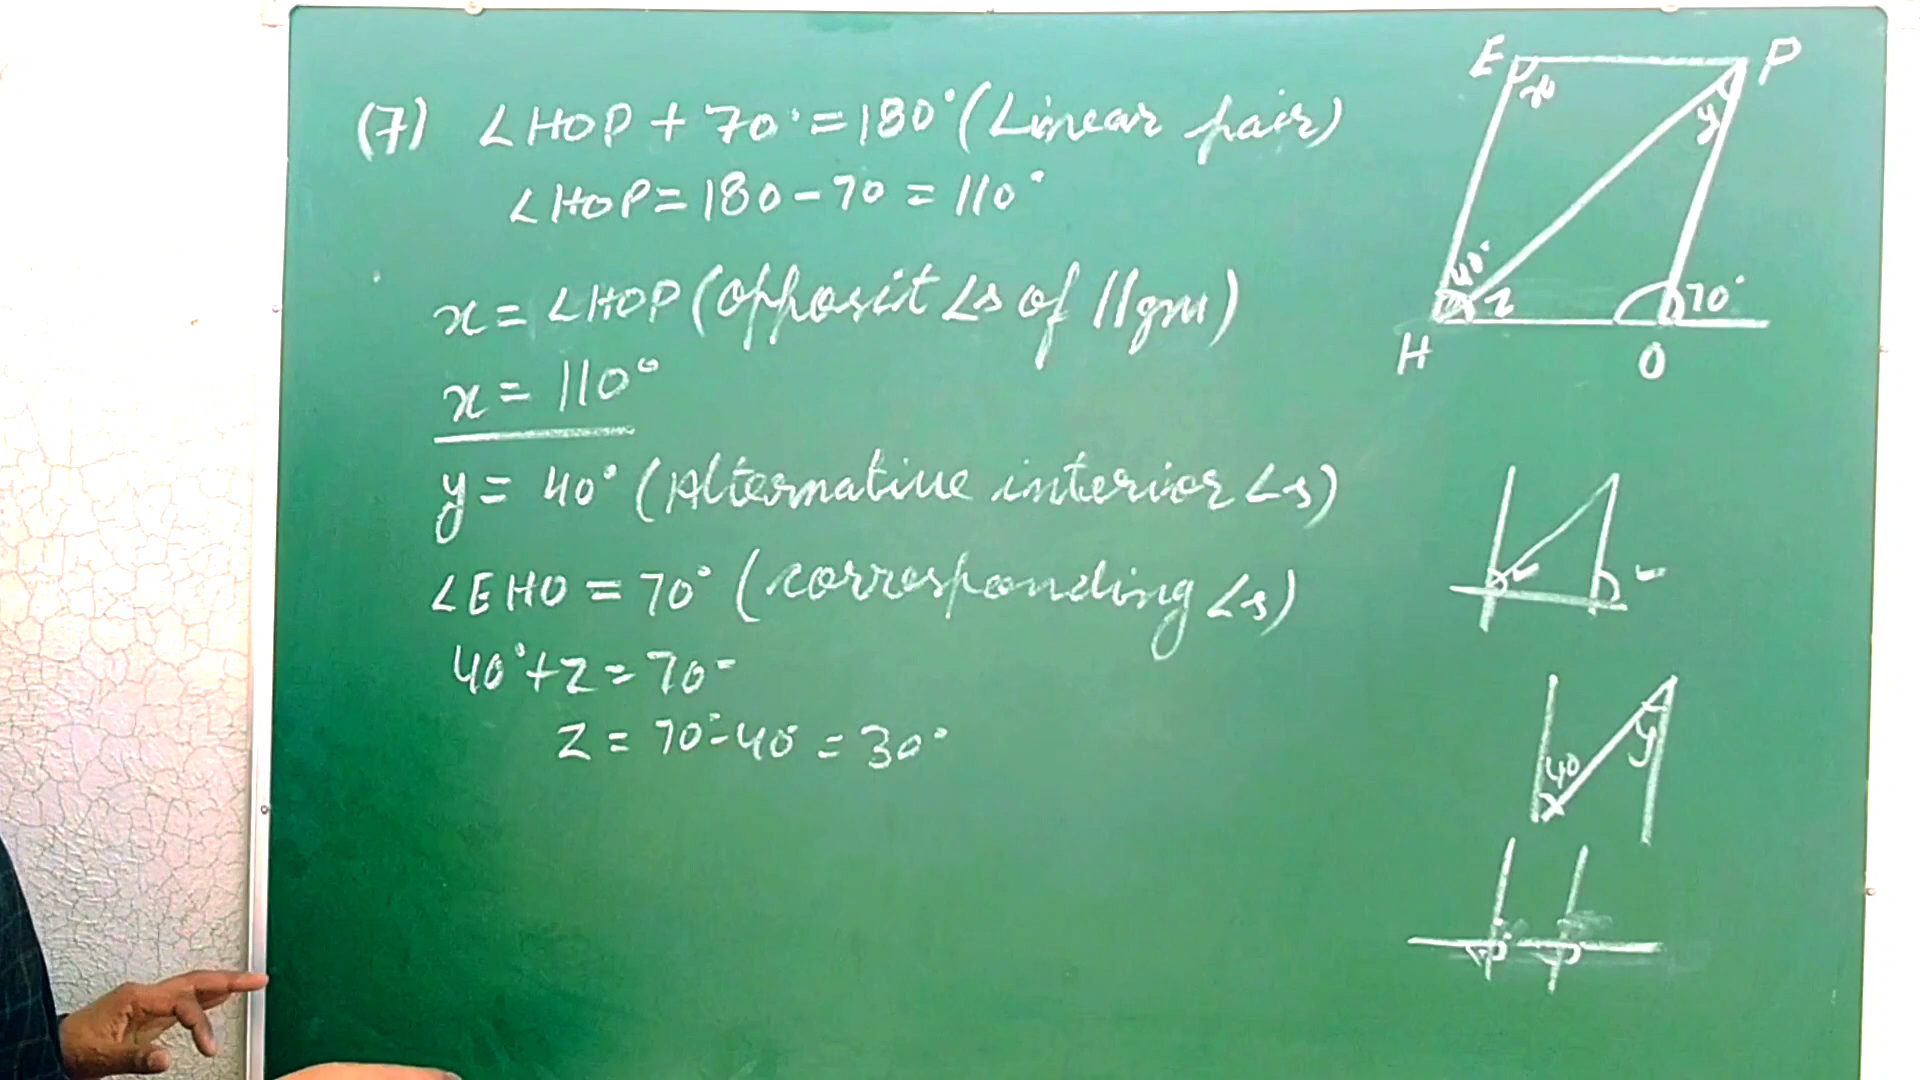 (7) ∠HOP + 70° = 180° (Linear pair)
∠HOP = 180 - 70 = 110°
x = ∠HOP (opposit ∠s of ||gm)
x = 110°
y = 40° (Alternative interior ∠s)
∠EHO = 70° (corresponding ∠s)
40° + z = 70°
z = 70° - 40° = 30°
E P
x
y
40°
z
70°
H O
40
y